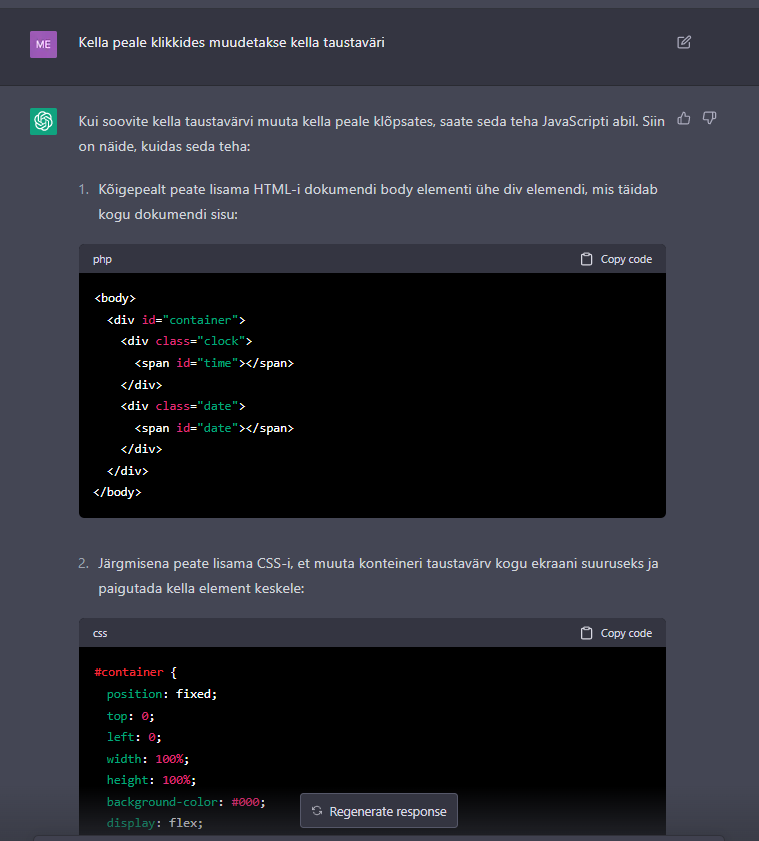 ME
Kella peale klikkides muudetakse kella taustaväri
Kui soovite kella taustavärvi muuta kella peale klõpsates, saate seda teha JavaScripti abil. Siin
on näide, kuidas seda teha:
1. Kõigepealt peate lisama HTML-i dokumendi body elementi ühe div elemendi, mis täidab
kogu dokumendi sisu:
php Copy code
<body>
  <div id="container">
    <div class="clock">
      <span id="time"></span>
    </div>
    <div class="date">
      <span id="date"></span>
    </div>
  </div>
</body>
2. Järgmisena peate lisama CSS-i, et muuta konteineri taustavärv kogu ekraani suuruseks ja
paigutada kella element keskele:
css Copy code
#container {
  position: fixed;
  top: 0;
  left: 0;
  width: 100%;
  height: 100%;
  background-color: #000;
Regenerate response
  display: flex;